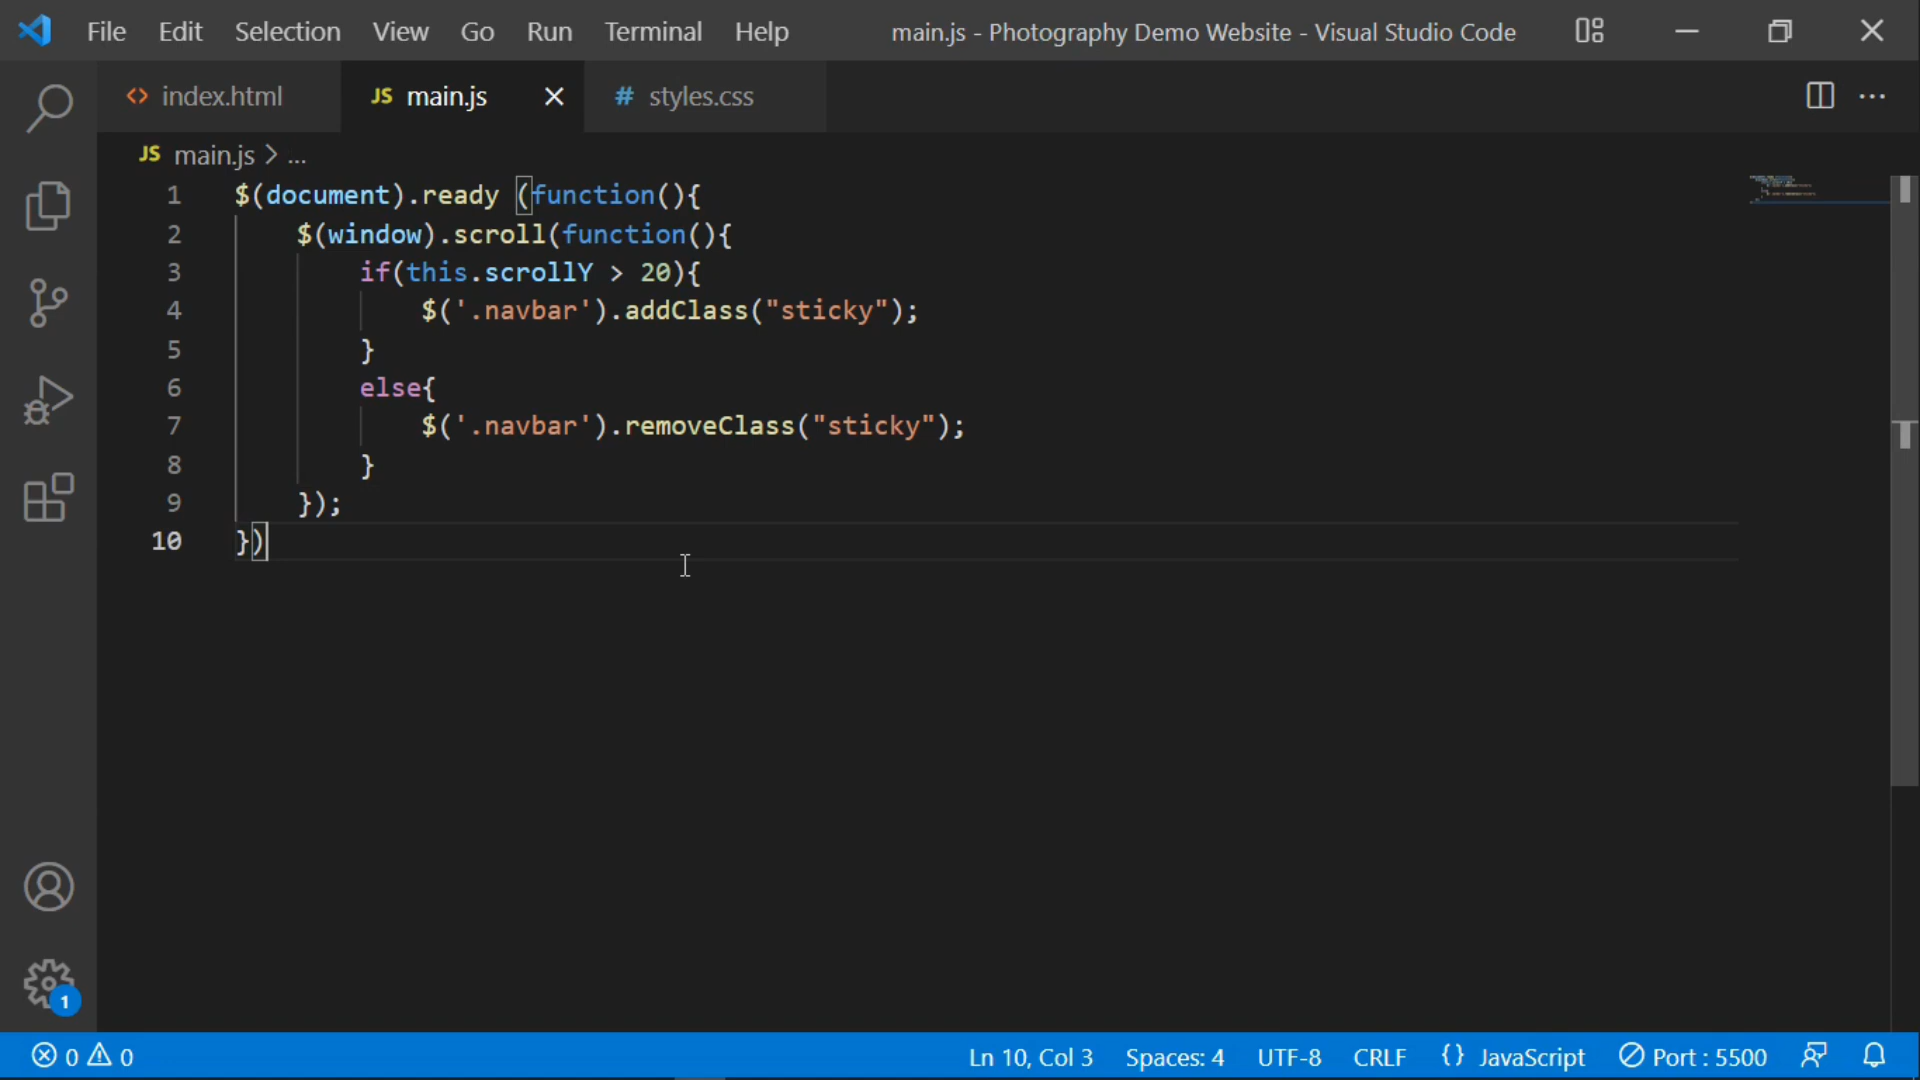 File Edit Selection View Go Run Terminal Help main.js - Photography Demo Website - Visual Studio Code
<> index.html JS main.js # styles.css
JS main.js > ...
1 $(document).ready (function(){
2 $(window).scroll(function(){
3 if(this.scrollY > 20){
4 $('.navbar').addClass("sticky");
5 }
6 else{
7 $('.navbar').removeClass("sticky");
8 }
9 });
10 })
1
0 0 Ln 10, Col 3 Spaces: 4 UTF-8 CRLF {} JavaScript Port : 5500